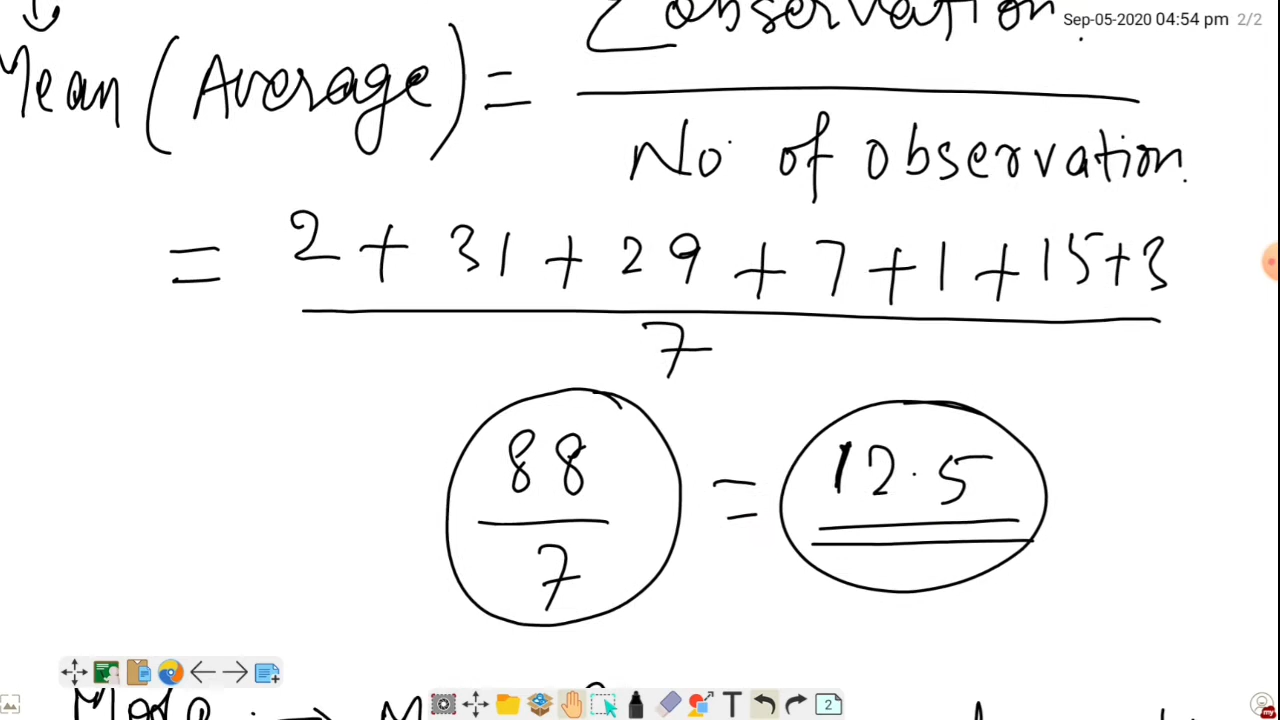 Sep-05-2020 04:54 pm 2/2
Σ observation
Mean (Average) =
No of observation
= 2 + 31 + 29 + 7 + 1 + 15 + 3
7
88
7
= 12.5
Mode →